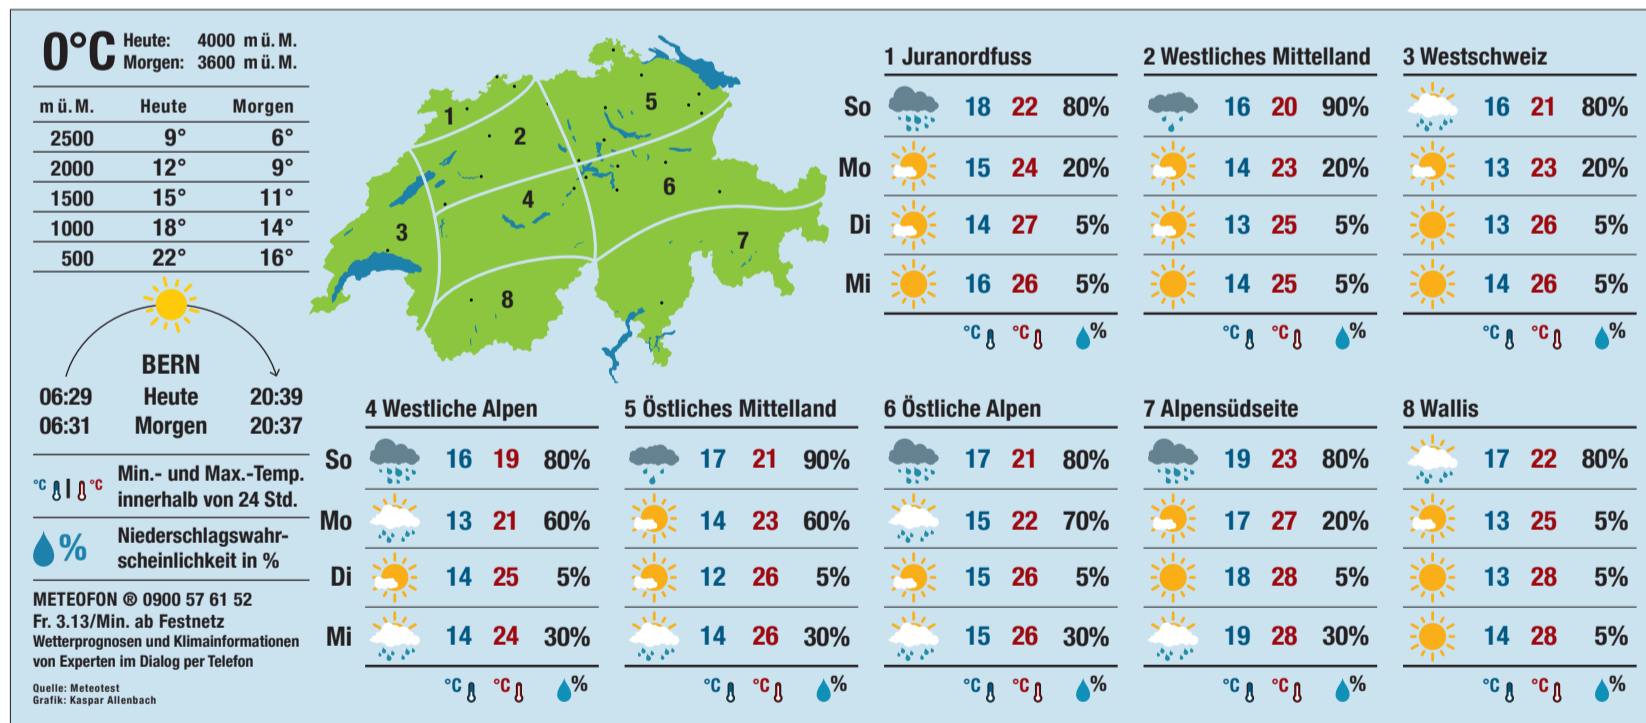 0°C
Heute: 4000 m ü. M.
Morgen: 3600 m ü. M.
m ü. M. Heute Morgen
2500 9° 6°
2000 12° 9°
1500 15° 11°
1000 18° 14°
500 22° 16°
BERN
06:29 Heute 20:39
06:31 Morgen 20:37
°C | °C Min.- und Max.-Temp.
innerhalb von 24 Std.
% Niederschlagswahr-
scheinlichkeit in %
METEOFON ® 0900 57 61 52
Fr. 3.13/Min. ab Festnetz
Wetterprognosen und Klimainformationen
von Experten im Dialog per Telefon
Quelle: Meteotest
Grafik: Kaspar Allenbach
1
2
3
4
5
6
7
8
1 Juranordfuss
So 18 22 80%
Mo 15 24 20%
Di 14 27 5%
Mi 16 26 5%
°C °C %
2 Westliches Mittelland
16 20 90%
14 23 20%
13 25 5%
14 25 5%
°C °C %
3 Westschweiz
16 21 80%
13 23 20%
13 26 5%
14 26 5%
°C °C %
4 Westliche Alpen
So 16 19 80%
Mo 13 21 60%
Di 14 25 5%
Mi 14 24 30%
°C °C %
5 Östliches Mittelland
17 21 90%
14 23 60%
12 26 5%
14 26 30%
°C °C %
6 Östliche Alpen
17 21 80%
15 22 70%
15 26 5%
15 26 30%
°C °C %
7 Alpensüdseite
19 23 80%
17 27 20%
18 28 5%
19 28 30%
°C °C %
8 Wallis
17 22 80%
13 25 5%
13 28 5%
14 28 5%
°C °C %